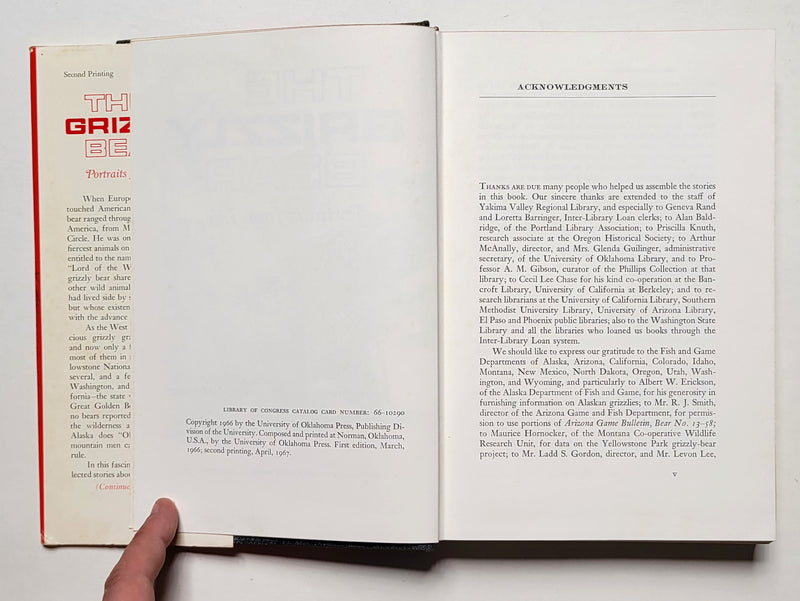 Second Printing
TH
GRIZ
BEA
Portraits
When Europe
touched American
bear ranged throug
America, from M
Circle. He was on
fiercest animals on
entitled to the nam
"Lord of the W
grizzly bear share
other wild animal
had lived side by s
but whose existen
with the advance
As the West
cious grizzly gr
and now only a f
most of them in
lowstone National
several, and a fe
Washington, and
fornia—the state
Great Golden Be
no bears reported
the wilderness a
Alaska does "Ol
mountain men c
rule.
In this fascin
lected stories abou
(Continue
LIBRARY OF CONGRESS CATALOG CARD NUMBER: 66-10290
Copyright 1966 by the University of Oklahoma Press, Publishing Di-
vision of the University. Composed and printed at Norman, Oklahoma,
U.S.A., by the University of Oklahoma Press. First edition, March,
1966; second printing, April, 1967.
ACKNOWLEDGMENTS
THANKS ARE DUE many people who helped us assemble the stories
in this book. Our sincere thanks are extended to the staff of
Yakima Valley Regional Library, and especially to Geneva Rand
and Loretta Barringer, Inter-Library Loan clerks; to Alan Bald-
ridge, of the Portland Library Association; to Priscilla Knuth,
research associate at the Oregon Historical Society; to Arthur
McAnally, director, and Mrs. Glenda Guilinger, administrative
secretary, of the University of Oklahoma Library, and to Pro-
fessor A. M. Gibson, curator of the Phillips Collection at that
library; to Cecil Lee Chase for his kind co-operation at the Ban-
croft Library, University of California at Berkeley; and to re-
search librarians at the University of California Library, Southern
Methodist University Library, University of Arizona Library,
El Paso and Phoenix public libraries; also to the Washington State
Library and all the libraries who loaned us books through the
Inter-Library Loan system.
We should like to express our gratitude to the Fish and Game
Departments of Alaska, Arizona, California, Colorado, Idaho,
Montana, New Mexico, North Dakota, Oregon, Utah, Wash-
ington, and Wyoming, and particularly to Albert W. Erickson,
of the Alaska Department of Fish and Game, for his generosity in
furnishing information on Alaskan grizzlies; to Mr. R. J. Smith,
director of the Arizona Game and Fish Department, for permis-
sion to use portions of Arizona Game Bulletin, Bear No. 13–58;
to Maurice Hornocker, of the Montana Co-operative Wildlife
Research Unit, for data on the Yellowstone Park grizzly-bear
project; to Mr. Ladd S. Gordon, director, and Mr. Levon Lee,
v